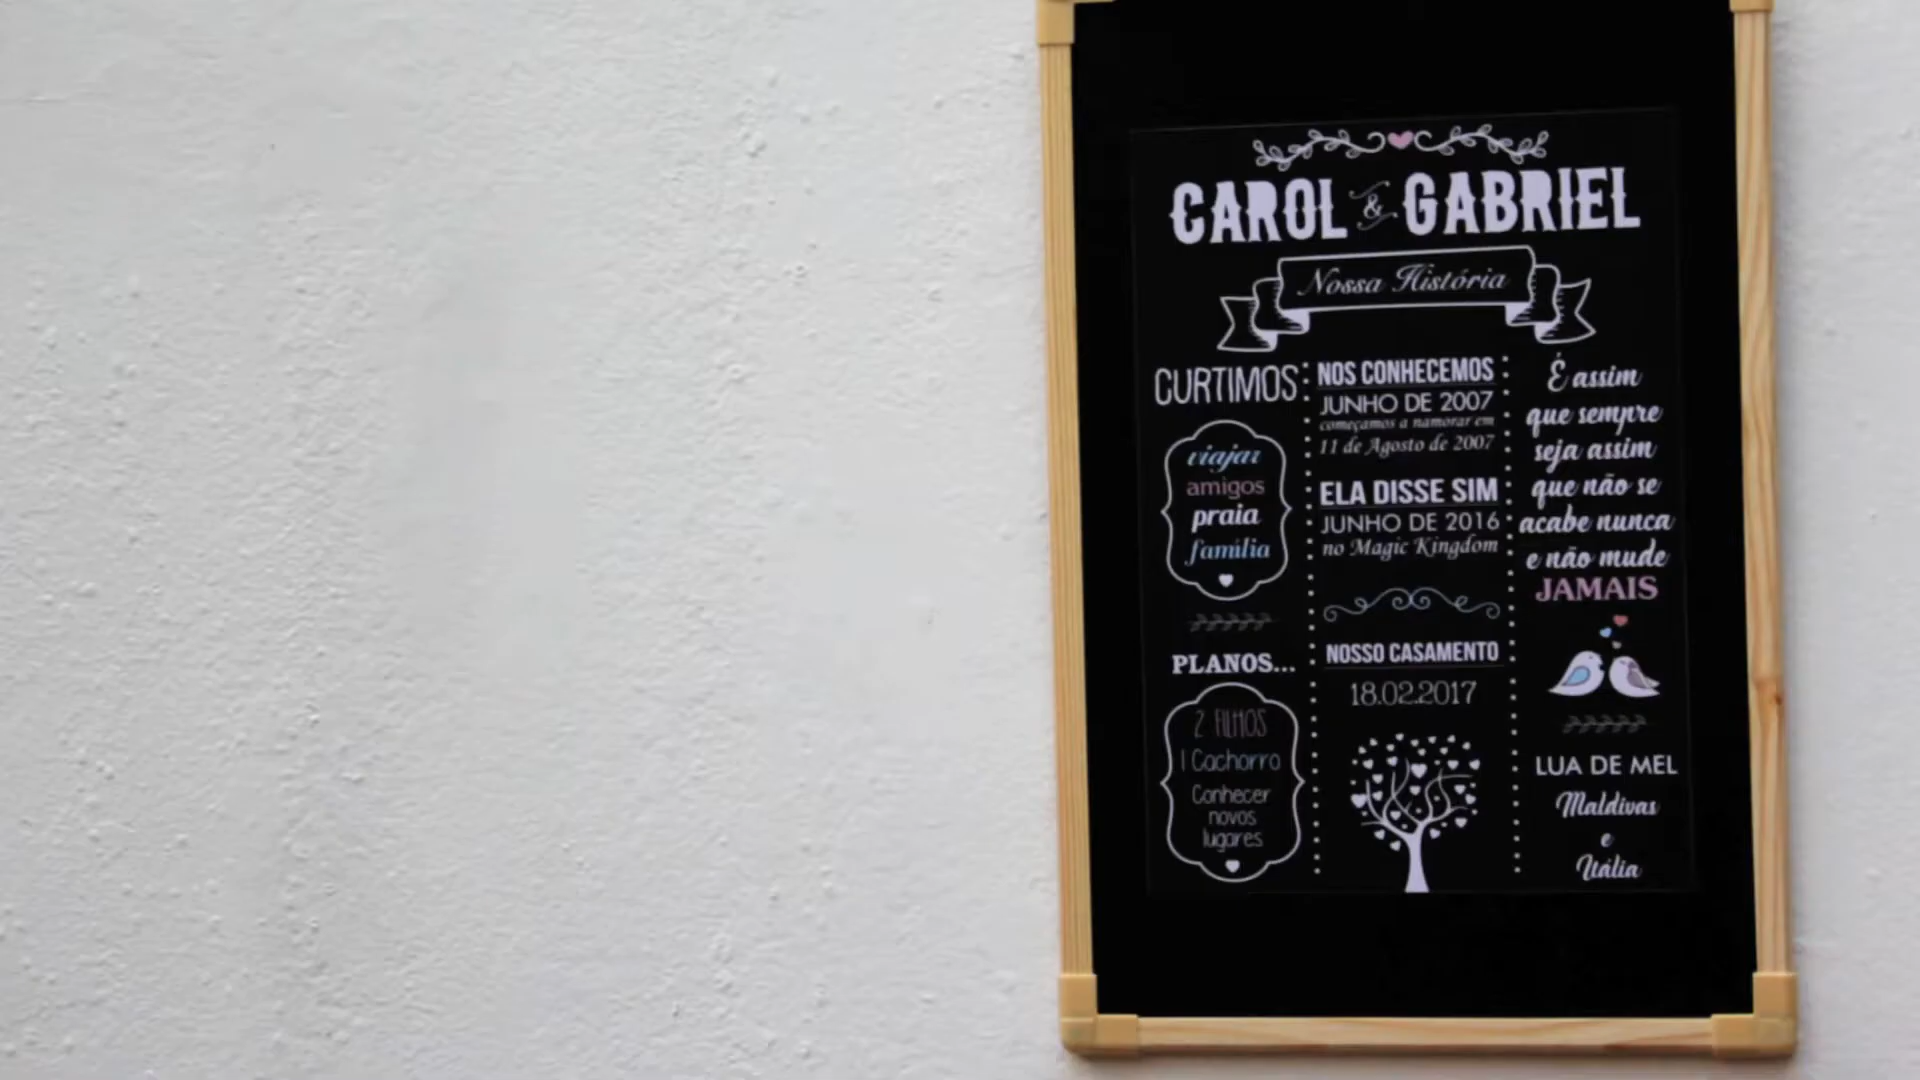 CAROL & GABRIEL
Nossa História
CURTIMOS
viajar
amigos
praia
família
PLANOS...
2 FILHOS
1 Cachorro
Conhecer
novos
lugares
NOS CONHECEMOS
JUNHO DE 2007
começamos a namorar em
11 de Agosto de 2007
ELA DISSE SIM
JUNHO DE 2016
no Magic Kingdom
NOSSO CASAMENTO
18.02.2017
É assim
que sempre
seja assim
que não se
acabe nunca
e não mude
JAMAIS
LUA DE MEL
Maldivas
e
Itália